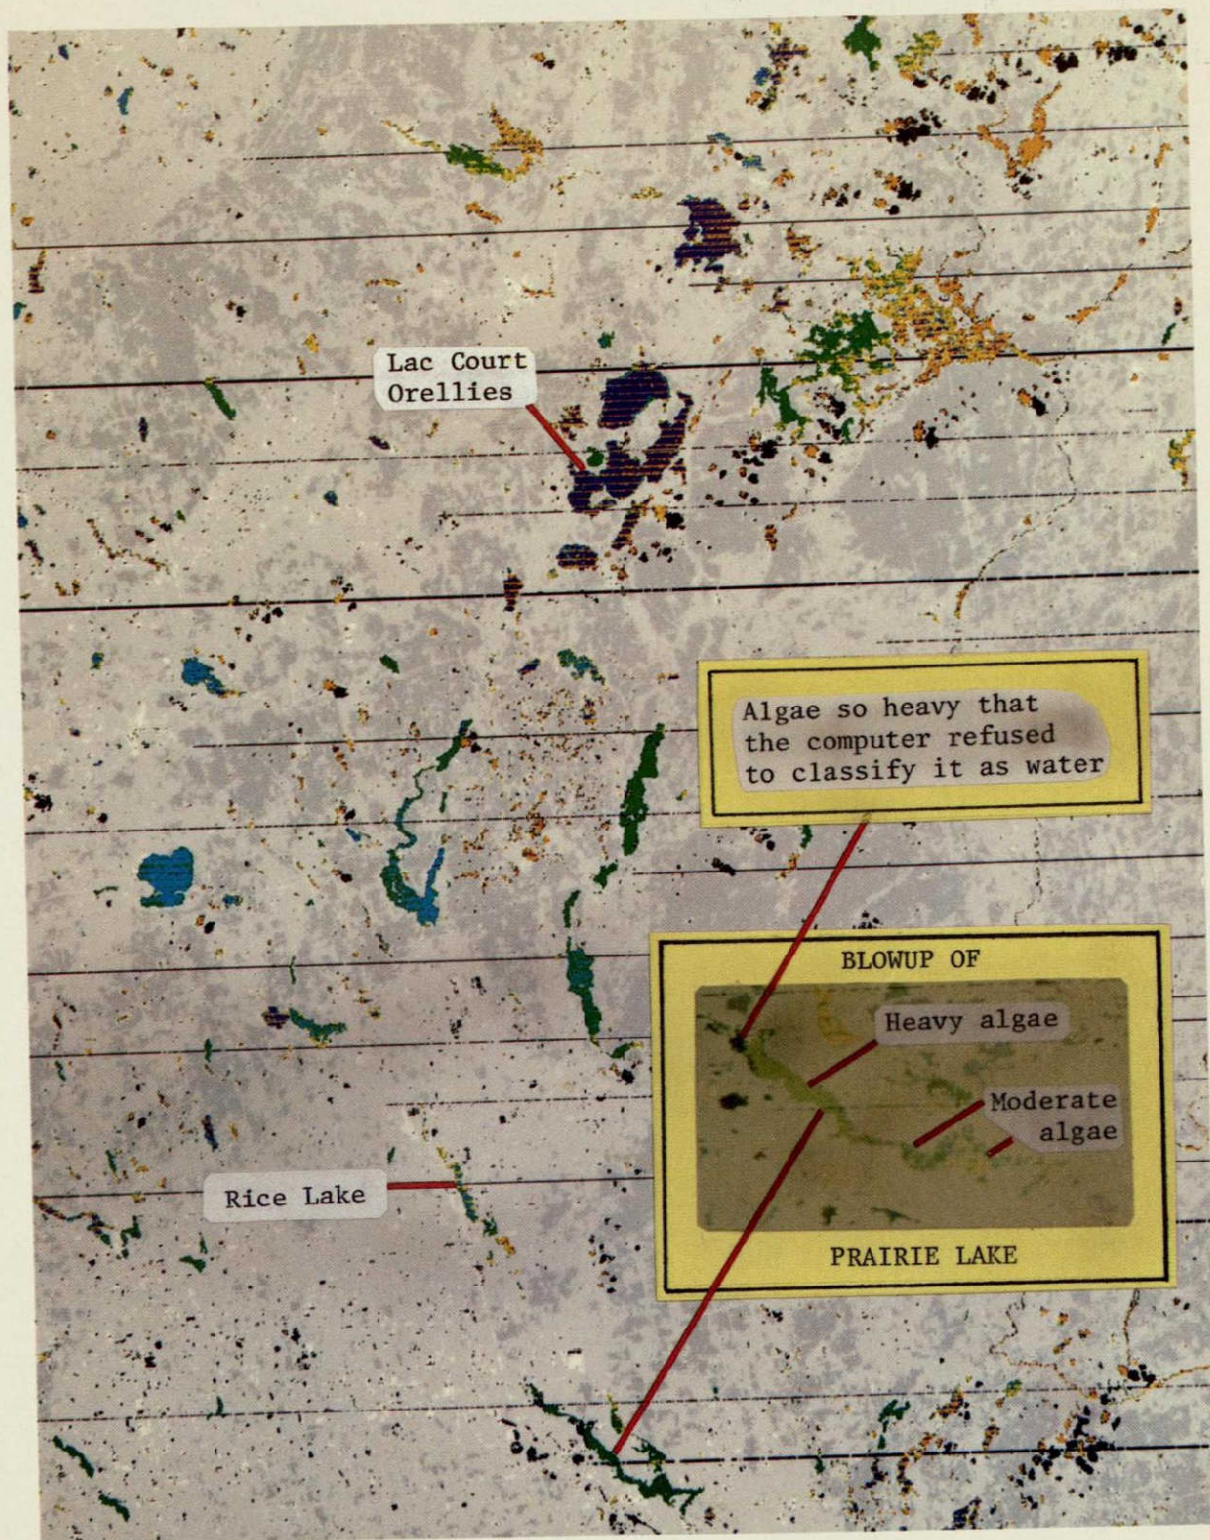 Lac Court
Orellies
Algae so heavy that
the computer refused
to classify it as water
BLOWUP OF
Heavy algae
Moderate
algae
Rice Lake
PRAIRIE LAKE